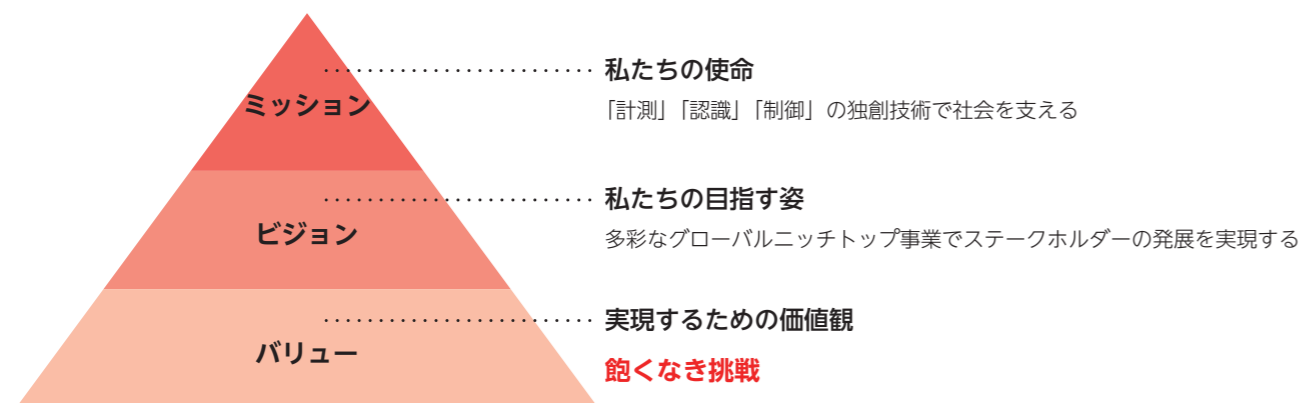 ミッション
私たちの使命
「計測」「認識」「制御」の独創技術で社会を支える
ビジョン
私たちの目指す姿
多彩なグローバルニッチトップ事業でステークホルダーの発展を実現する
バリュー
実現するための価値観
飽くなき挑戦